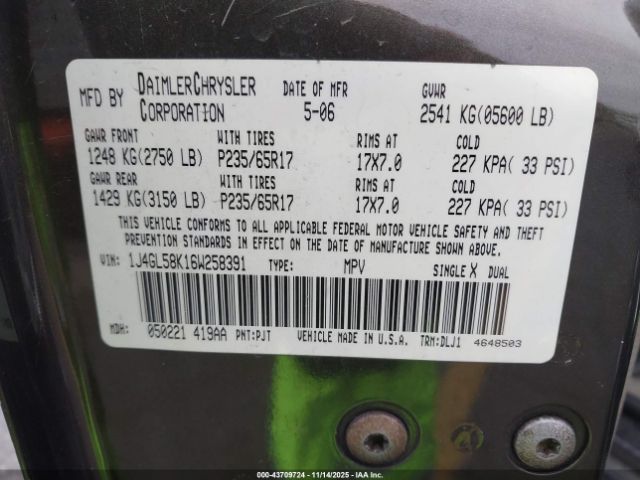 MFD BY DAIMLERCHRYSLER CORPORATION DATE OF MFR 5-06 GVWR 2541 KG(05600 LB)
GAWR FRONT WITH TIRES RIMS AT COLD
1248 KG(2750 LB) P235/65R17 17X7.0 227 KPA( 33 PSI)
GAWR REAR WITH TIRES RIMS AT COLD
1429 KG(3150 LB) P235/65R17 17X7.0 227 KPA( 33 PSI)
THIS VEHICLE CONFORMS TO ALL APPLICABLE FEDERAL MOTOR VEHICLE SAFETY AND THEFT
PREVENTION STANDARDS IN EFFECT ON THE DATE OF MANUFACTURE SHOWN ABOVE.
VIN: 1J4GL58K16W258391 TYPE: MPV SINGLE X DUAL
MDH: 050221 419AA PNT:PJT VEHICLE MADE IN U.S.A. TRM:DLJ1 4648503
000-43709724 - 11/14/2025 - IAA Inc.